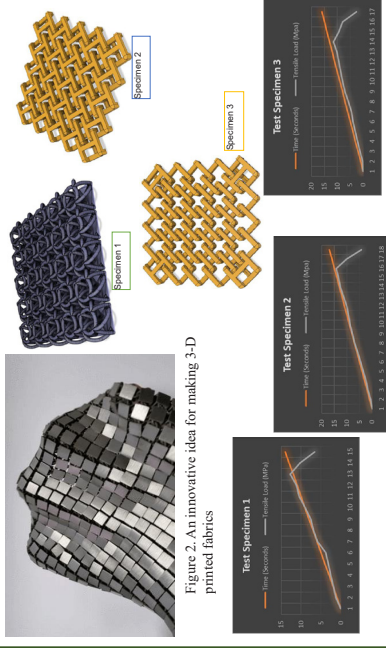 Specimen 1
Specimen 2
Specimen 3
Figure 2. An innovative idea for making 3-D
printed fabrics
Test Specimen 1
Time (Seconds) Tensile Load (MPa)
15
10
5
0
1 2 3 4 5 6 7 8 9 10 11 12 13 14 15
Test Specimen 2
Time (Seconds) Tensile Load (Mpa)
20
15
10
5
0
1 2 3 4 5 6 7 8 9 10 11 12 13 14 15 16 17 18
Test Specimen 3
Time (Seconds) Tensile Load (Mpa)
20
15
10
5
0
1 2 3 4 5 6 7 8 9 10 11 12 13 14 15 16 17